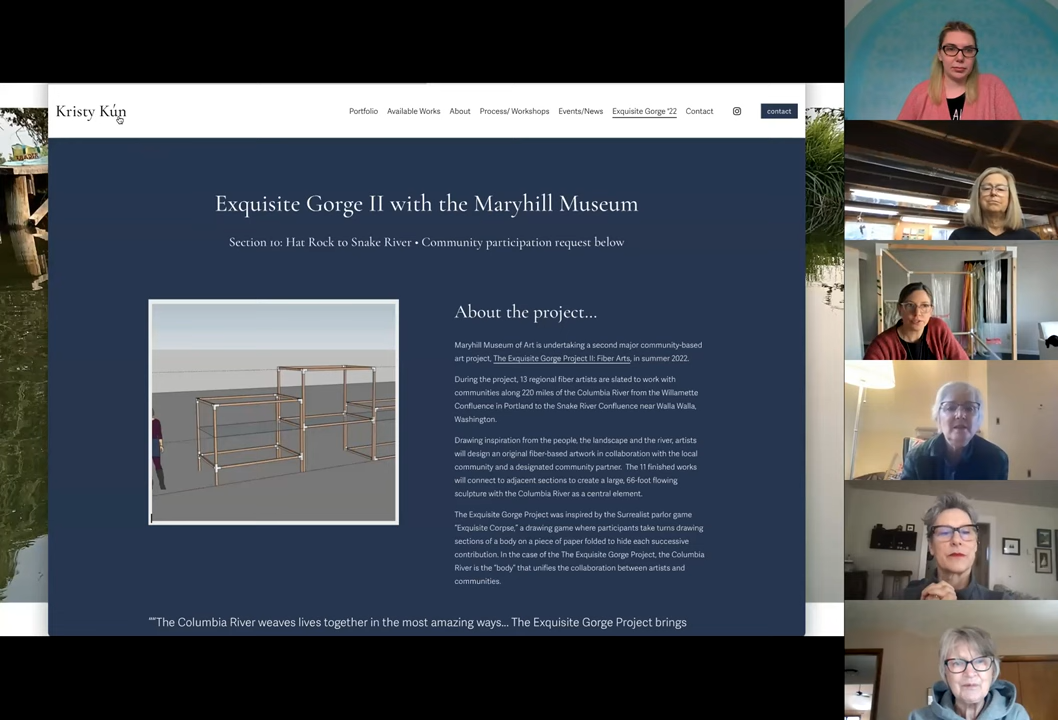 Kristy Kún
Portfolio Available Works About Process/ Workshops Events/News Exquisite Gorge '22 Contact
contact
Exquisite Gorge II with the Maryhill Museum
Section 10: Hat Rock to Snake River • Community participation request below
About the project...
Maryhill Museum of Art is undertaking a second major community-based
art project, The Exquisite Gorge Project II: Fiber Arts, in summer 2022.
During the project, 13 regional fiber artists are slated to work with
communities along 220 miles of the Columbia River from the Willamette
Confluence in Portland to the Snake River Confluence near Walla Walla,
Washington.
Drawing inspiration from the people, the landscape and the river, artists
will design an original fiber-based artwork in collaboration with the local
community and a designated community partner. The 11 finished works
will connect to adjacent sections to create a large, 66-foot flowing
sculpture with the Columbia River as a central element.
The Exquisite Gorge Project was inspired by the Surrealist parlor game
"Exquisite Corpse," a drawing game where participants take turns drawing
sections of a body on a piece of paper folded to hide each successive
contribution. In the case of the The Exquisite Gorge Project, the Columbia
River is the "body" that unifies the collaboration between artists and
communities.
""The Columbia River weaves lives together in the most amazing ways... The Exquisite Gorge Project brings